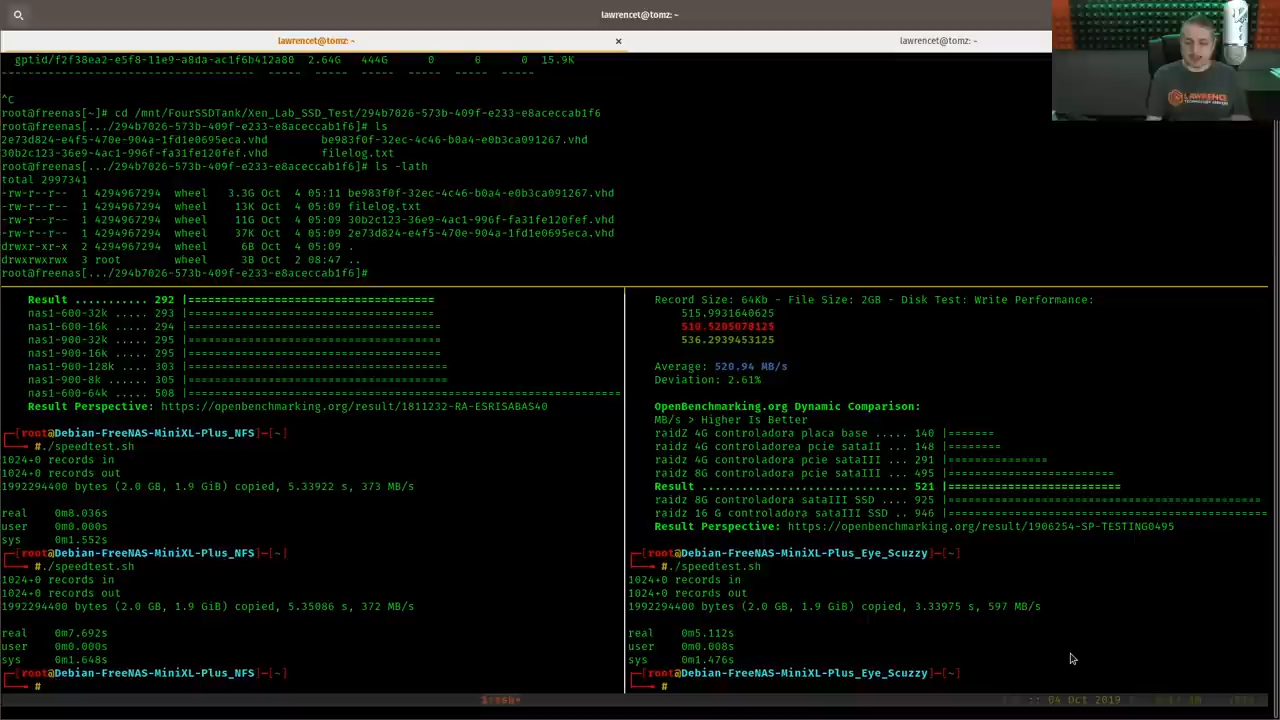 lawrencet@tomz: ~
lawrencet@tomz: ~ ×
lawrencet@tomz: ~
LAWRENCE
gptid/f2f38ea2-e5f8-11e9-a8da-ac1f6b412a80 2.64G 444G 0 0 0 15.9K
---------------------------------------- ----- ----- ----- ----- ----- -----
^C
root@freenas[~]# cd /mnt/FourSSDTank/Xen_Lab_SSD_Test/294b7026-573b-409f-e233-e8aceccab1f6
root@freenas[.../294b7026-573b-409f-e233-e8aceccab1f6]# ls
2e73d824-e4f5-470e-904a-1fd1e0695eca.vhd be983f0f-32ec-4c46-b0a4-e0b3ca091267.vhd
30b2c123-36e9-4ac1-996f-fa31fe120fef.vhd filelog.txt
root@freenas[.../294b7026-573b-409f-e233-e8aceccab1f6]# ls -lath
total 2997341
-rw-r--r-- 1 4294967294 wheel 3.3G Oct 4 05:11 be983f0f-32ec-4c46-b0a4-e0b3ca091267.vhd
-rw-r--r-- 1 4294967294 wheel 13K Oct 4 05:09 filelog.txt
-rw-r--r-- 1 4294967294 wheel 11G Oct 4 05:09 30b2c123-36e9-4ac1-996f-fa31fe120fef.vhd
-rw-r--r-- 1 4294967294 wheel 37K Oct 4 05:09 2e73d824-e4f5-470e-904a-1fd1e0695eca.vhd
drwxr-xr-x 2 4294967294 wheel 6B Oct 4 05:09 .
drwxrwxrwx 3 root wheel 3B Oct 2 08:47 ..
root@freenas[.../294b7026-573b-409f-e233-e8aceccab1f6]#
Result ........... 292 |=====================================
nas1-600-32k ..... 293 |=====================================
nas1-600-16k ..... 294 |======================================
nas1-900-32k ..... 295 |======================================
nas1-900-16k ..... 295 |======================================
nas1-900-128k .... 303 |=======================================
nas1-900-8k ...... 305 |=======================================
nas1-600-64k ..... 508 |=================================================================
Result Perspective: https://openbenchmarking.org/result/1811232-RA-ESRISABAS40
[root@Debian-FreeNAS-MiniXL-Plus_NFS]─[~]
#./speedtest.sh
1024+0 records in
1024+0 records out
1992294400 bytes (2.0 GB, 1.9 GiB) copied, 5.33922 s, 373 MB/s
real 0m8.036s
user 0m0.000s
sys 0m1.552s
[root@Debian-FreeNAS-MiniXL-Plus_NFS]─[~]
#./speedtest.sh
1024+0 records in
1024+0 records out
1992294400 bytes (2.0 GB, 1.9 GiB) copied, 5.35086 s, 372 MB/s
real 0m7.692s
user 0m0.000s
sys 0m1.648s
[root@Debian-FreeNAS-MiniXL-Plus_NFS]─[~]
#
Record Size: 64Kb - File Size: 2GB - Disk Test: Write Performance:
515.9931640625
510.5205078125
536.2939453125
Average: 520.94 MB/s
Deviation: 2.61%
OpenBenchmarking.org Dynamic Comparison:
MB/s > Higher Is Better
raidZ 4G controladora placa base ..... 140 |=======
raidz 4G controladorea pcie sataII ... 148 |========
raidz 4G controladora pcie sataIII ... 291 |===============
raidz 8G controladora pcie sataIII ... 495 |=========================
Result ............................... 521 |==========================
raidz 8G controladora sataIII SSD .... 925 |===============================================
raidz 16 G controladora sataIII SSD .. 946 |================================================
Result Perspective: https://openbenchmarking.org/result/1906254-SP-TESTING0495
[root@Debian-FreeNAS-MiniXL-Plus_Eye_Scuzzy]─[~]
#./speedtest.sh
1024+0 records in
1024+0 records out
1992294400 bytes (2.0 GB, 1.9 GiB) copied, 3.33975 s, 597 MB/s
real 0m5.112s
user 0m0.008s
sys 0m1.476s
[root@Debian-FreeNAS-MiniXL-Plus_Eye_Scuzzy]─[~]
#
1:ssh* 04 Oct 2019